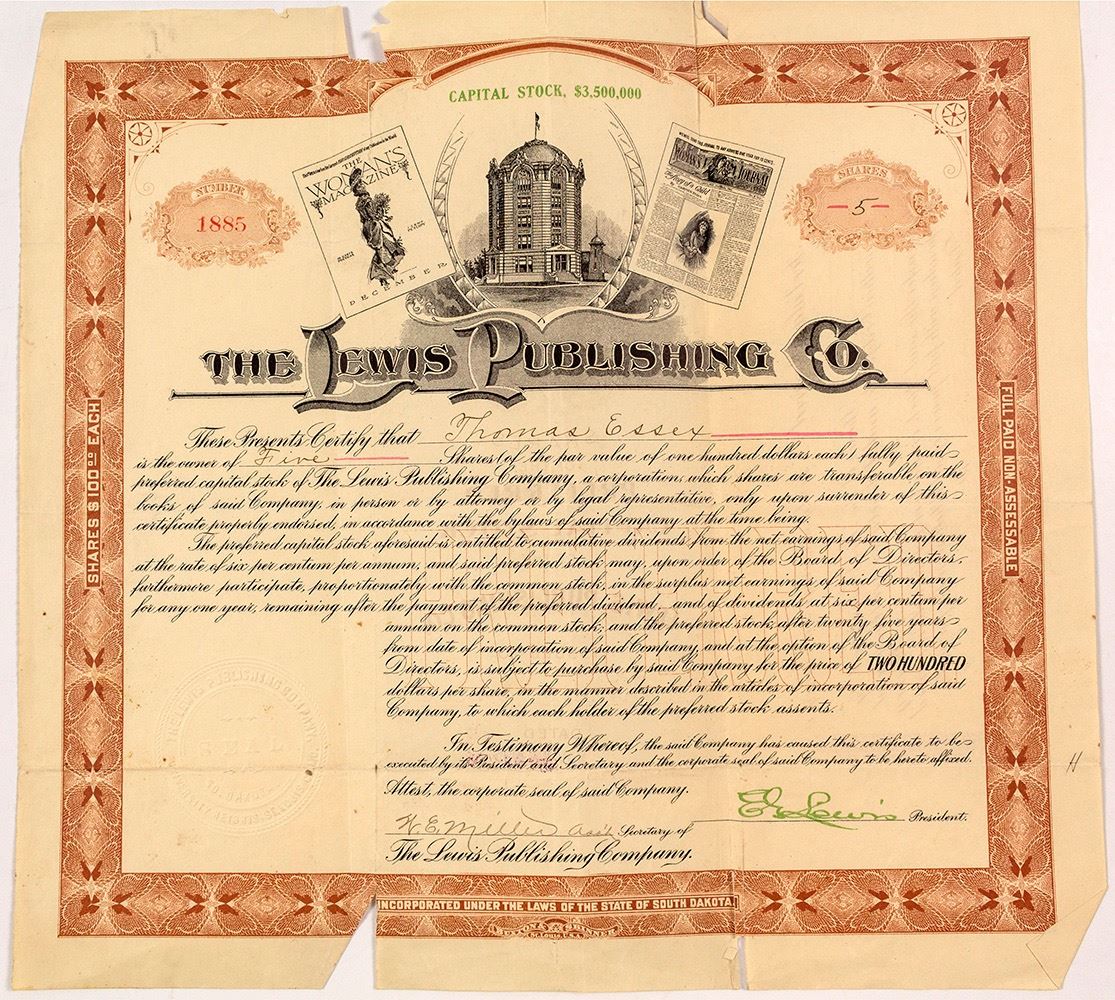 CAPITAL STOCK, $3,500,000
NUMBER
1885
THE
WOMAN'S
MAGAZINE
DECEMBER
WOMAN'S FARM JOURNAL
SHARES
-5-
THE LEWIS PUBLISHING CO.
These Presents Certify that Thomas Essex
is the owner of Five Shares (of the par value of one hundred dollars each) fully paid
preferred capital stock of The Lewis Publishing Company, a corporation, which shares are transferable on the
books of said Company, in person or by attorney or by legal representative, only upon surrender of this
certificate properly endorsed, in accordance with the bylaws of said Company at the time being.
The preferred capital stock aforesaid is entitled to cumulative dividends from the net earnings of said Company
at the rate of six per centum per annum, and said preferred stock may, upon order of the Board of Directors,
furthermore participate, proportionately with the common stock, in the surplus net earnings of said Company
for any one year, remaining after the payment of the preferred dividend, and of dividends at six per centum per
annum on the common stock, and the preferred stock after twenty five years
from date of incorporation of said Company, and at the option of the Board of
Directors, is subject to purchase by said Company for the price of TWO HUNDRED
dollars per share, in the manner described in the articles of incorporation of said
Company, to which each holder of the preferred stock assents.
In Testimony Whereof, the said Company has caused this certificate to be
executed by its President and Secretary and the corporate seal of said Company to be hereto affixed.
Attest, the corporate seal of said Company.
E G Lewis President.
W. E. Miller Ass't Secretary of
The Lewis Publishing Company.
SHARES $100.00 EACH
FULL PAID NON-ASSESSABLE
INCORPORATED UNDER THE LAWS OF THE STATE OF SOUTH DAKOTA.
SEAL
H